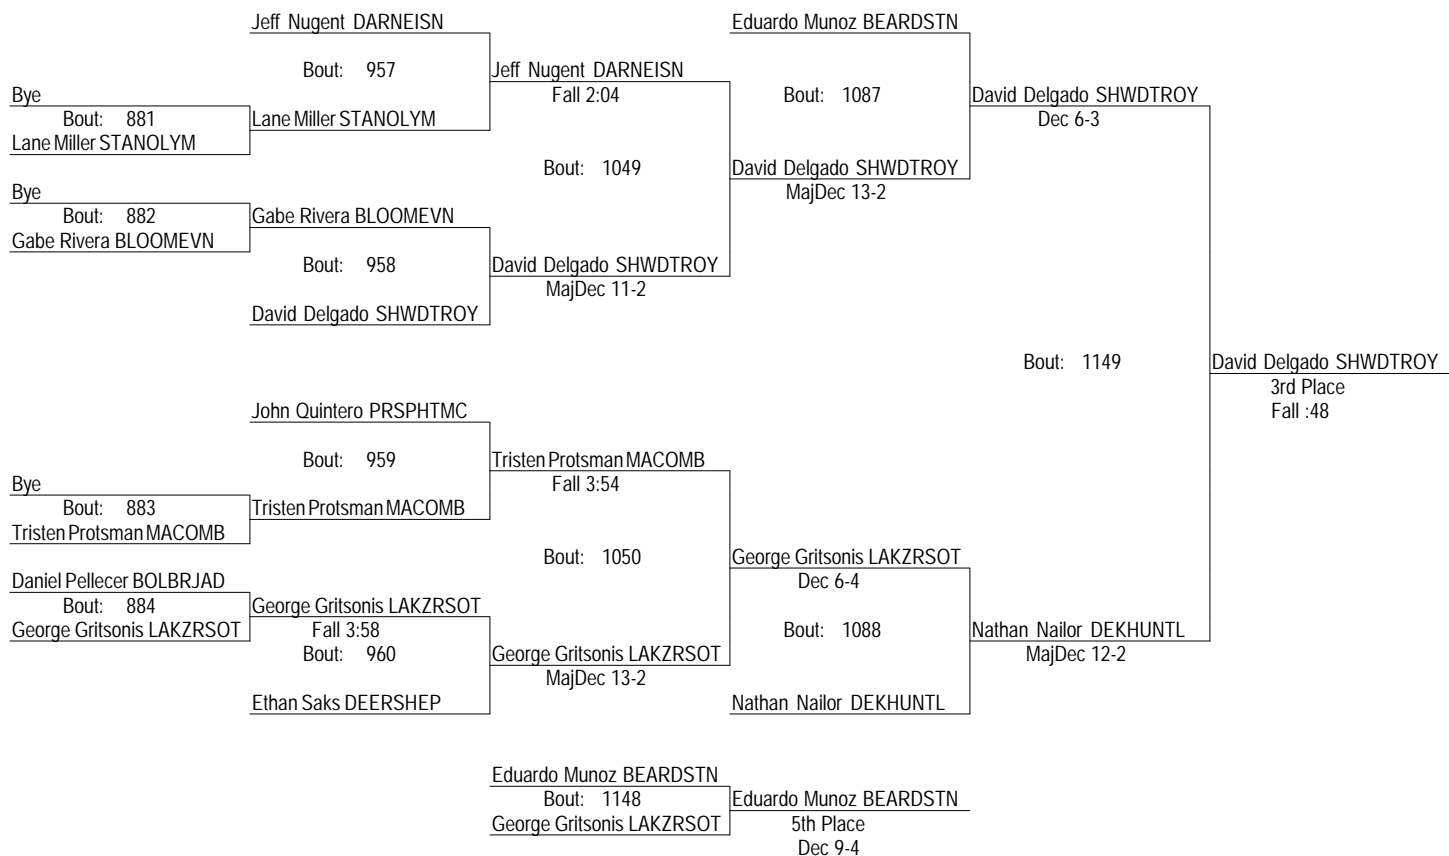 Jeff Nugent DARNEISN
Bout: 957
Bye
Bout: 881
Lane Miller STANOLYM
Lane Miller STANOLYM
Jeff Nugent DARNEISN
Fall 2:04
Bye
Bout: 882
Gabe Rivera BLOOMEVN
Gabe Rivera BLOOMEVN
Bout: 958
David Delgado SHWDTROY
Bout: 1049
David Delgado SHWDTROY
MajDec 11-2
Eduardo Munoz BEARDSTN
Bout: 1087
David Delgado SHWDTROY
MajDec 13-2
David Delgado SHWDTROY
Dec 6-3
John Quintero PRSPHTMC
Bout: 959
Bye
Bout: 883
Tristen Protsman MACOMB
Tristen Protsman MACOMB
Tristen Protsman MACOMB
Fall 3:54
Daniel Pellecer BOLBRJAD
Bout: 884
George Gritsonis LAKZRSOT
George Gritsonis LAKZRSOT
Fall 3:58
Bout: 960
Ethan Saks DEERSHEP
Bout: 1050
George Gritsonis LAKZRSOT
MajDec 13-2
George Gritsonis LAKZRSOT
Dec 6-4
Bout: 1088
Nathan Nailor DEKHUNTL
Nathan Nailor DEKHUNTL
MajDec 12-2
Bout: 1149
David Delgado SHWDTROY
3rd Place
Fall :48
Eduardo Munoz BEARDSTN
Bout: 1148
George Gritsonis LAKZRSOT
Eduardo Munoz BEARDSTN
5th Place
Dec 9-4